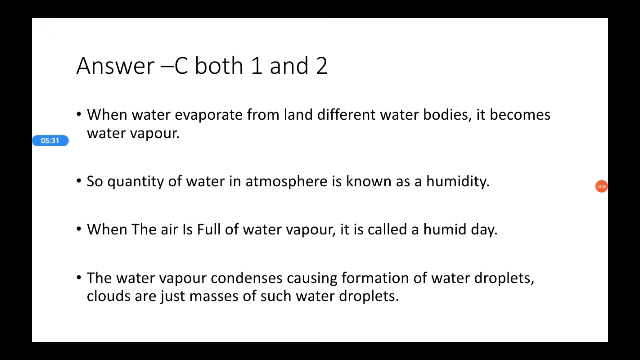 Answer –C both 1 and 2
• When water evaporate from land different water bodies, it becomes
water vapour.
05:31
• So quantity of water in atmosphere is known as a humidity.
• When The air Is Full of water vapour, it is called a humid day.
• The water vapour condenses causing formation of water droplets,
clouds are just masses of such water droplets.